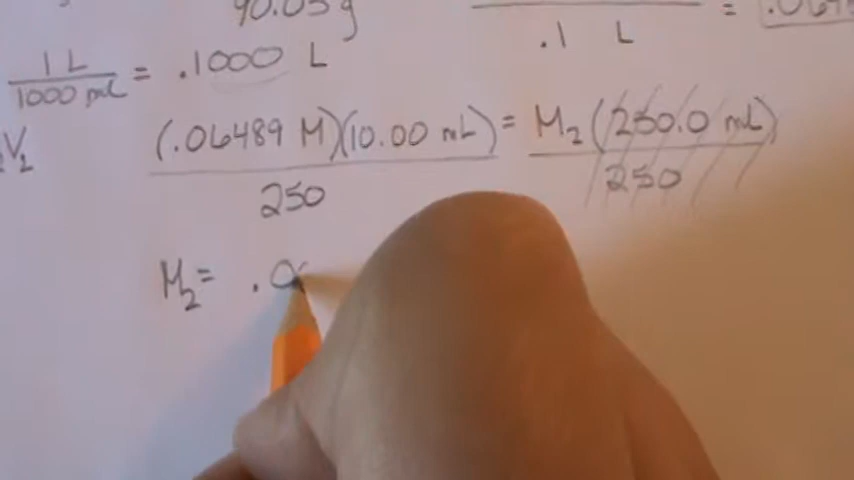 90.05g
1 L / 1000 mL = .1000 L
.1 L =
V2 (.06489 M)(10.00 mL) / 250 = M2 (250.0 mL) / 250
M2 = .0